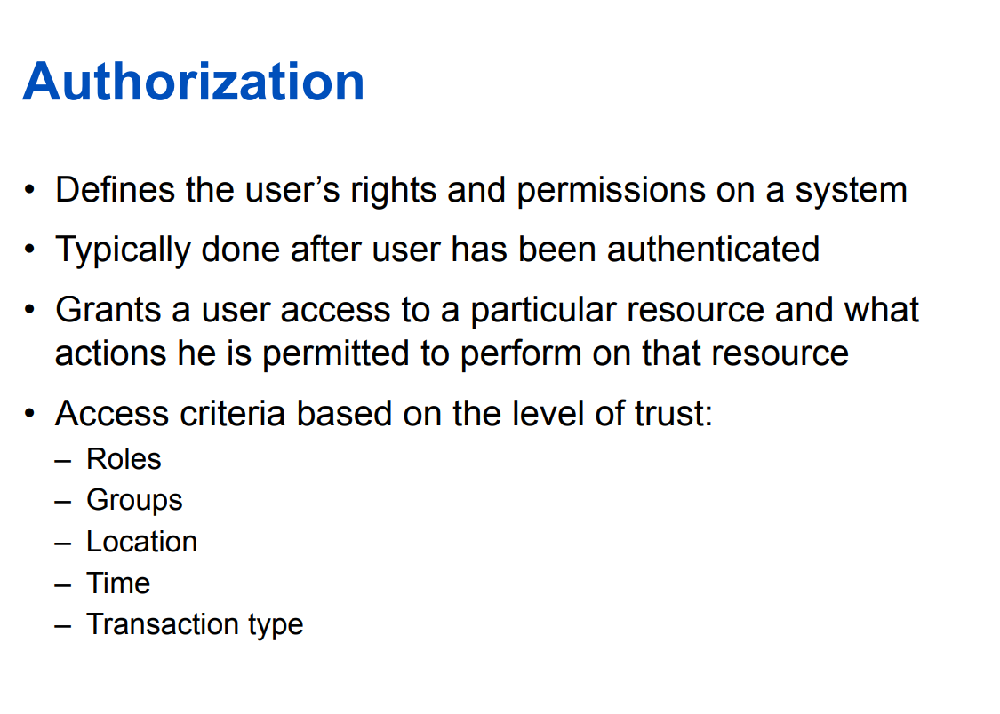 Authorization
• Defines the user’s rights and permissions on a system
• Typically done after user has been authenticated
• Grants a user access to a particular resource and what
actions he is permitted to perform on that resource
• Access criteria based on the level of trust:
– Roles
– Groups
– Location
– Time
– Transaction type